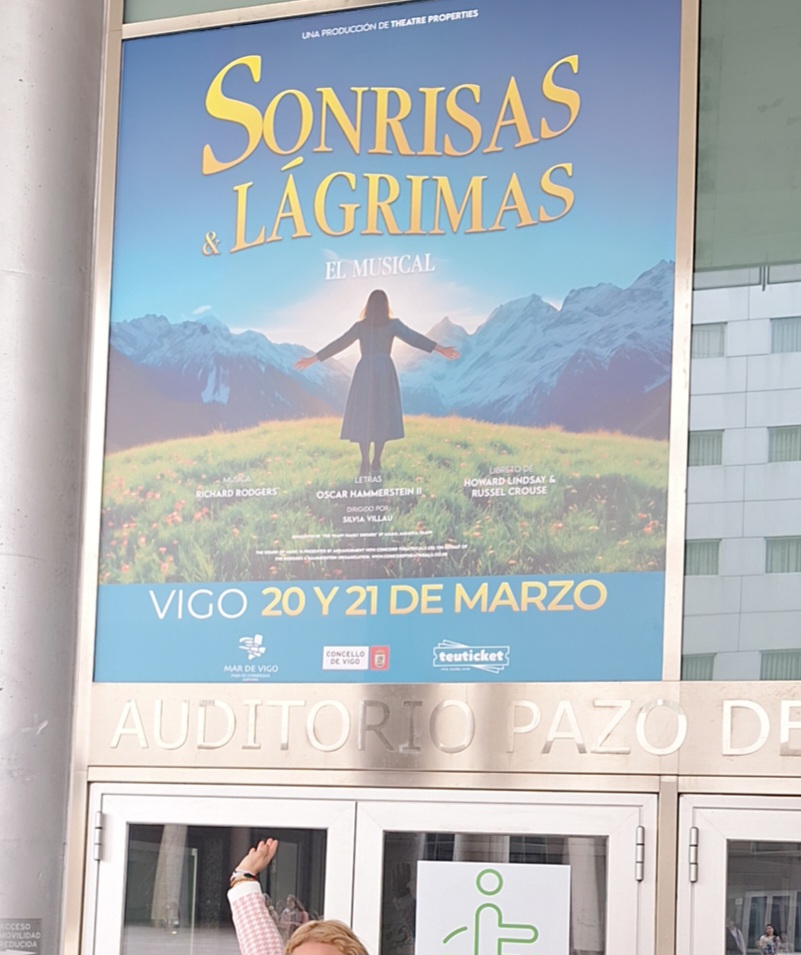 UNA PRODUCCIÓN DE THEATRE PROPERTIES
SONRISAS
& LÁGRIMAS
EL MUSICAL
MÚSICA
RICHARD RODGERS
LETRAS
OSCAR HAMMERSTEIN II
LIBRETO DE
HOWARD LINDSAY &
RUSSEL CROUSE
DIRIGIDO POR
SILVIA VILLAU
VIGO 20 Y 21 DE MARZO
MAR DE VIGO
CONCELLO
DE VIGO
teuticket
AUDITORIO PAZO DE
ACCESO
MOVILIDAD
REDUCIDA